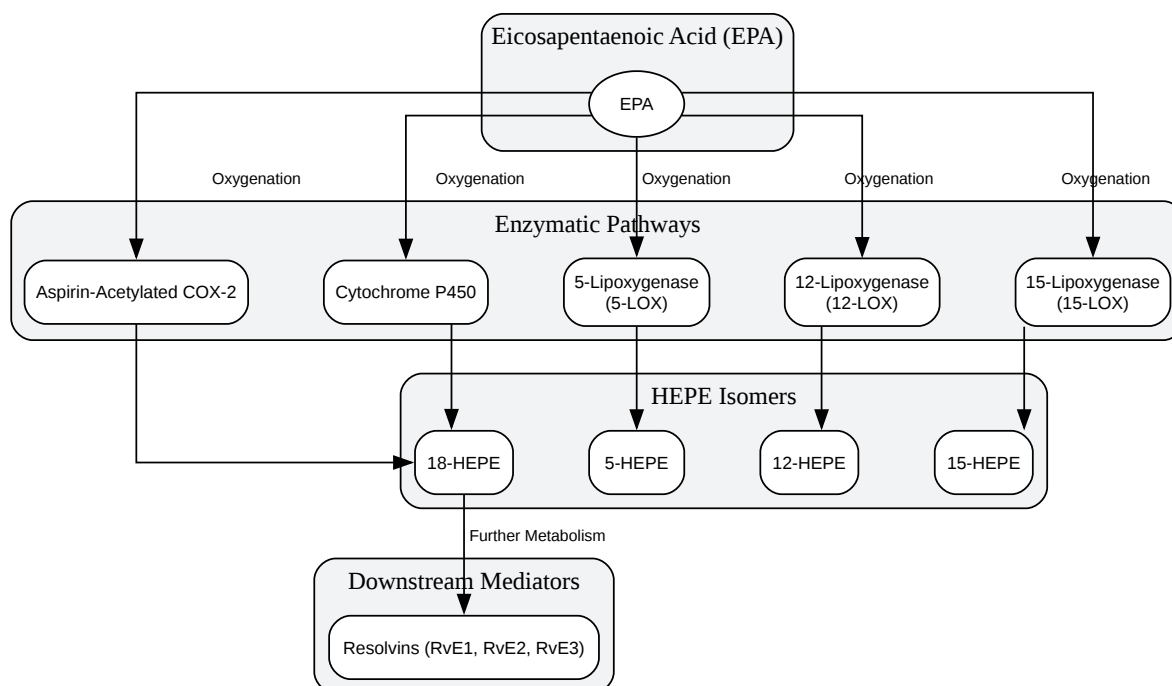 Eicosapentaenoic Acid (EPA)
EPA
Oxygenation
Oxygenation
Oxygenation
Oxygenation
Oxygenation
Enzymatic Pathways
Aspirin-Acetylated COX-2
Cytochrome P450
5-Lipoxygenase
(5-LOX)
12-Lipoxygenase
(12-LOX)
15-Lipoxygenase
(15-LOX)
HEPE Isomers
18-HEPE
5-HEPE
12-HEPE
15-HEPE
Further Metabolism
Downstream Mediators
Resolvins (RvE1, RvE2, RvE3)